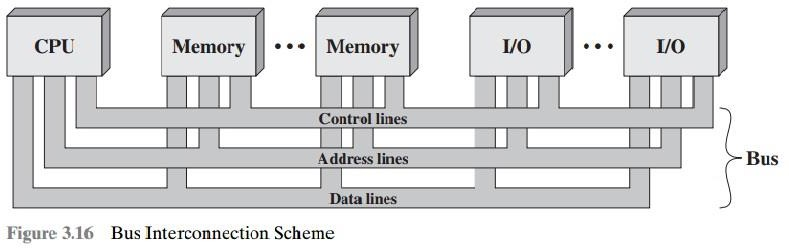 CPU
Memory
•••
Memory
I/O
•••
I/O
Control lines
Address lines
Bus
Data lines
Figure 3.16 Bus Interconnection Scheme